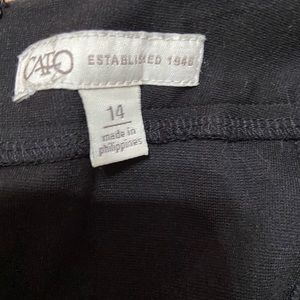 CATO ESTABLISHED 1946
14
made in
philippines